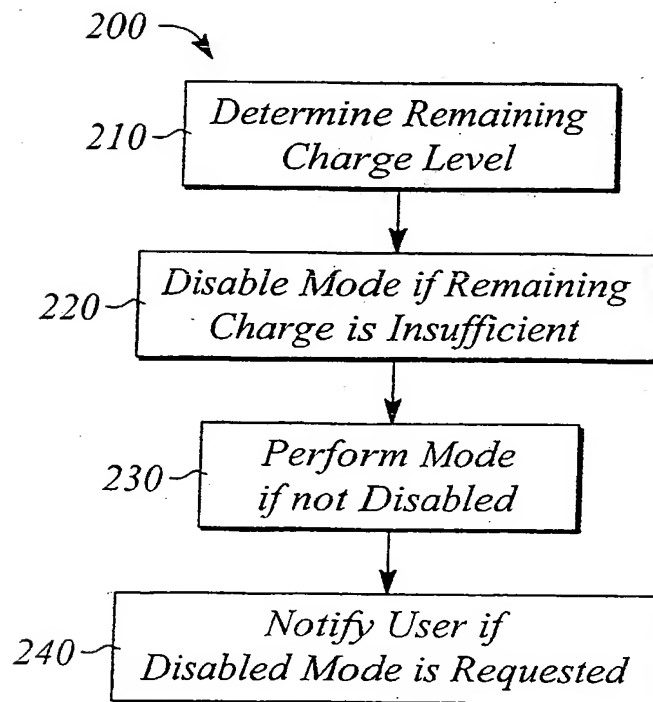 200
210
Determine Remaining
Charge Level
220
Disable Mode if Remaining
Charge is Insufficient
230
Perform Mode
if not Disabled
240
Notify User if
Disabled Mode is Requested